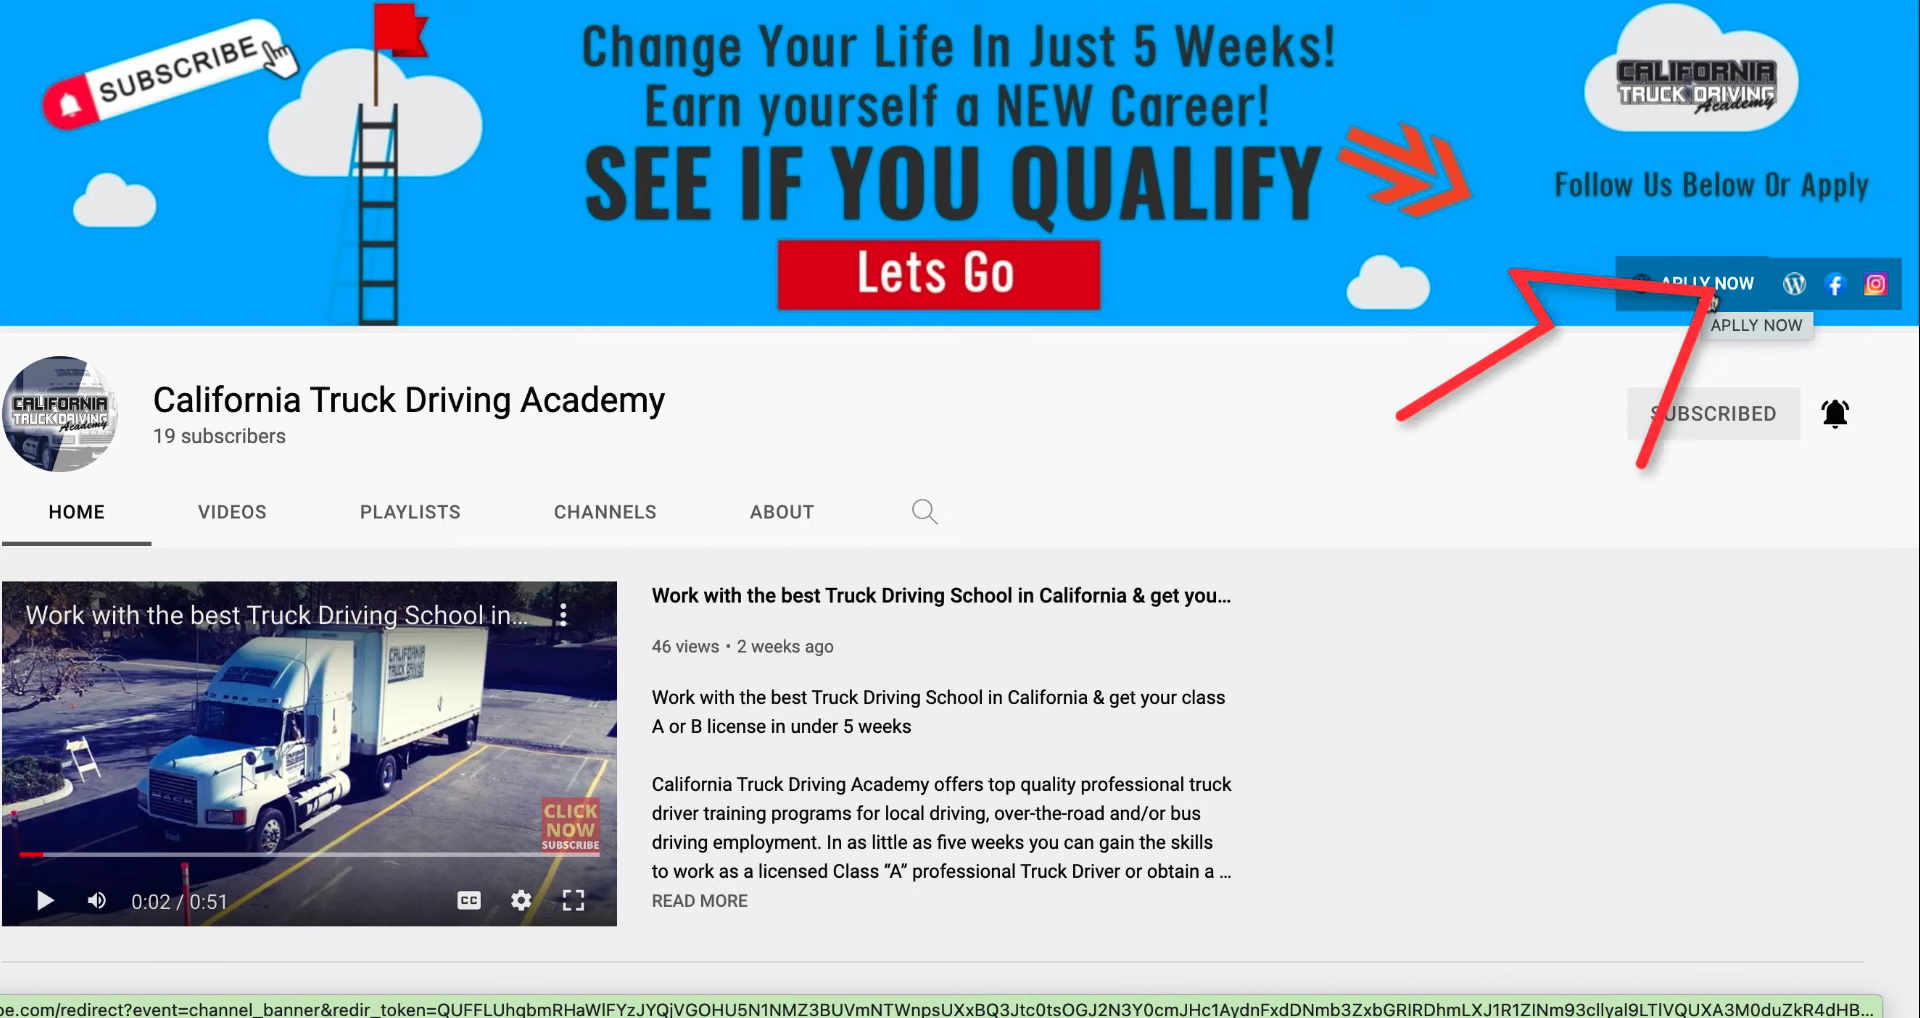 SUBSCRIBE
Change Your Life In Just 5 Weeks!
Earn yourself a NEW Career!
SEE IF YOU QUALIFY
Lets Go
CALIFORNIA
TRUCK DRIVING
Academy
Follow Us Below Or Apply
APLLY NOW
APLLY NOW
CALIFORNIA
TRUCK DRIVING
Academy
California Truck Driving Academy
19 subscribers
SUBSCRIBED
HOME VIDEOS PLAYLISTS CHANNELS ABOUT
Work with the best Truck Driving School in...
CALIFORNIA
TRUCK DRIVING
MACK
CLICK
NOW
SUBSCRIBE
0:02 / 0:51
CC
Work with the best Truck Driving School in California & get you...
46 views • 2 weeks ago
Work with the best Truck Driving School in California & get your class
A or B license in under 5 weeks
California Truck Driving Academy offers top quality professional truck
driver training programs for local driving, over-the-road and/or bus
driving employment. In as little as five weeks you can gain the skills
to work as a licensed Class “A” professional Truck Driver or obtain a ...
READ MORE
be.com/redirect?event=channel_banner&redir_token=